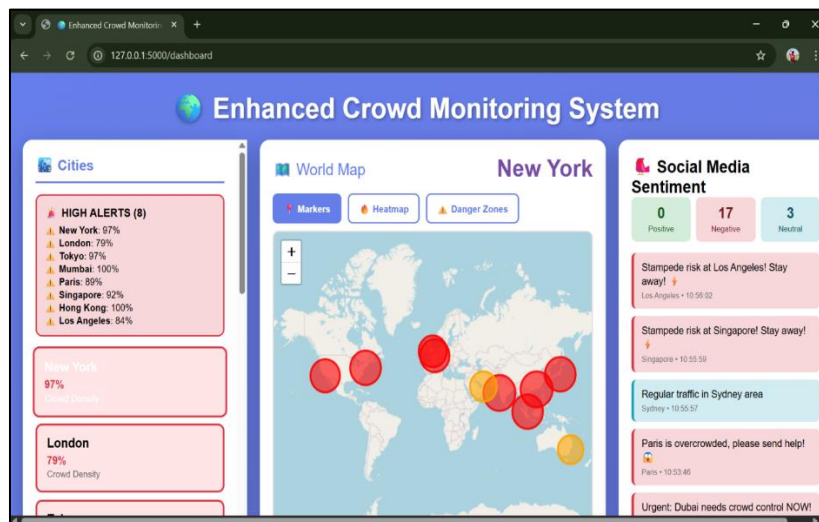 Enhanced Crowd Monitorin
127.0.0.1:5000/dashboard
Enhanced Crowd Monitoring System
Cities
HIGH ALERTS (8)
New York: 97%
London: 79%
Tokyo: 97%
Mumbai: 100%
Paris: 89%
Singapore: 92%
Hong Kong: 100%
Los Angeles: 84%
New York
97%
Crowd Density
London
79%
Crowd Density
World Map
New York
Markers
Heatmap
Danger Zones
+
−
Social Media
Sentiment
0
Positive
17
Negative
3
Neutral
Stampede risk at Los Angeles! Stay
away!
Los Angeles • 10:56:02
Stampede risk at Singapore! Stay away!
Singapore • 10:55:59
Regular traffic in Sydney area
Sydney • 10:55:57
Paris is overcrowded, please send help!
Paris • 10:53:46
Urgent: Dubai needs crowd control NOW!